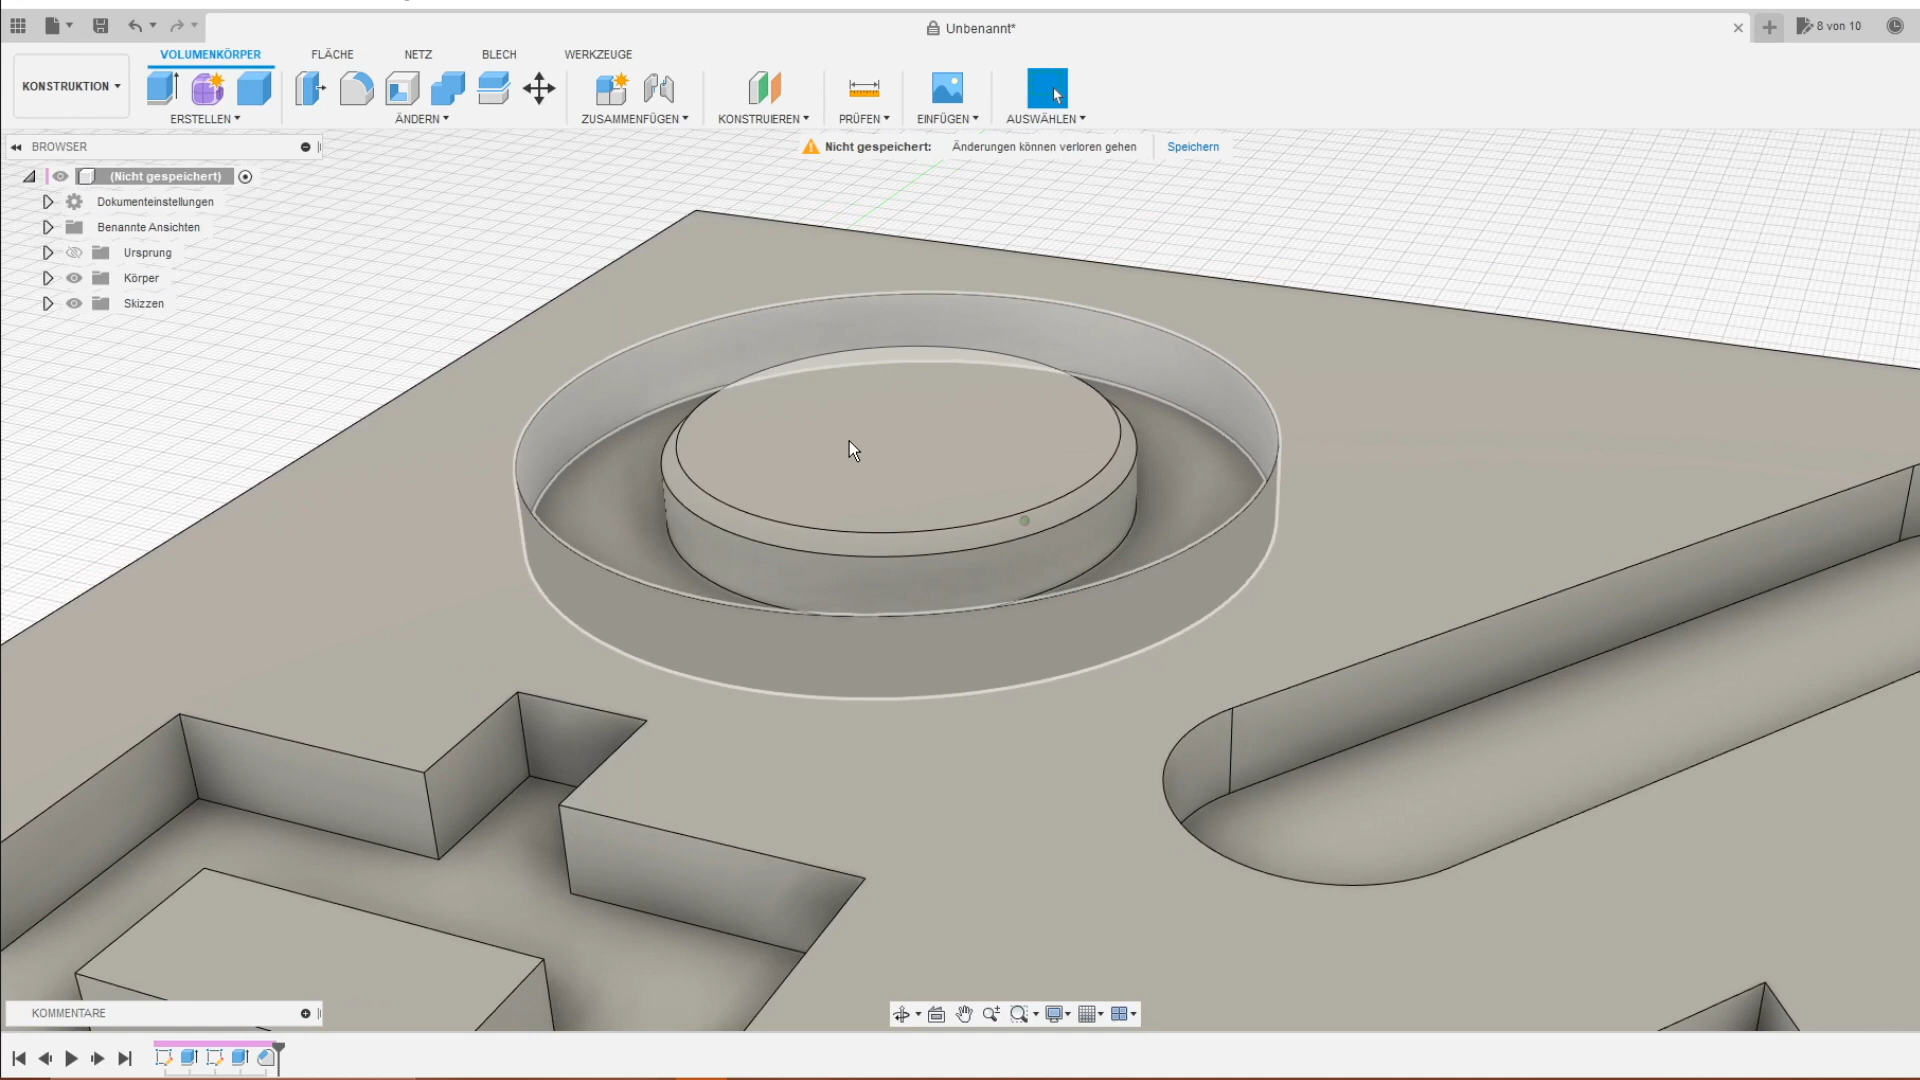 Unbenannt*
8 von 10
KONSTRUKTION
VOLUMENKÖRPER
FLÄCHE
NETZ
BLECH
WERKZEUGE
ERSTELLEN
ÄNDERN
ZUSAMMENFÜGEN
KONSTRUIEREN
PRÜFEN
EINFÜGEN
AUSWÄHLEN
BROWSER
Nicht gespeichert: Änderungen können verloren gehen Speichern
(Nicht gespeichert)
Dokumenteinstellungen
Benannte Ansichten
Ursprung
Körper
Skizzen
KOMMENTARE